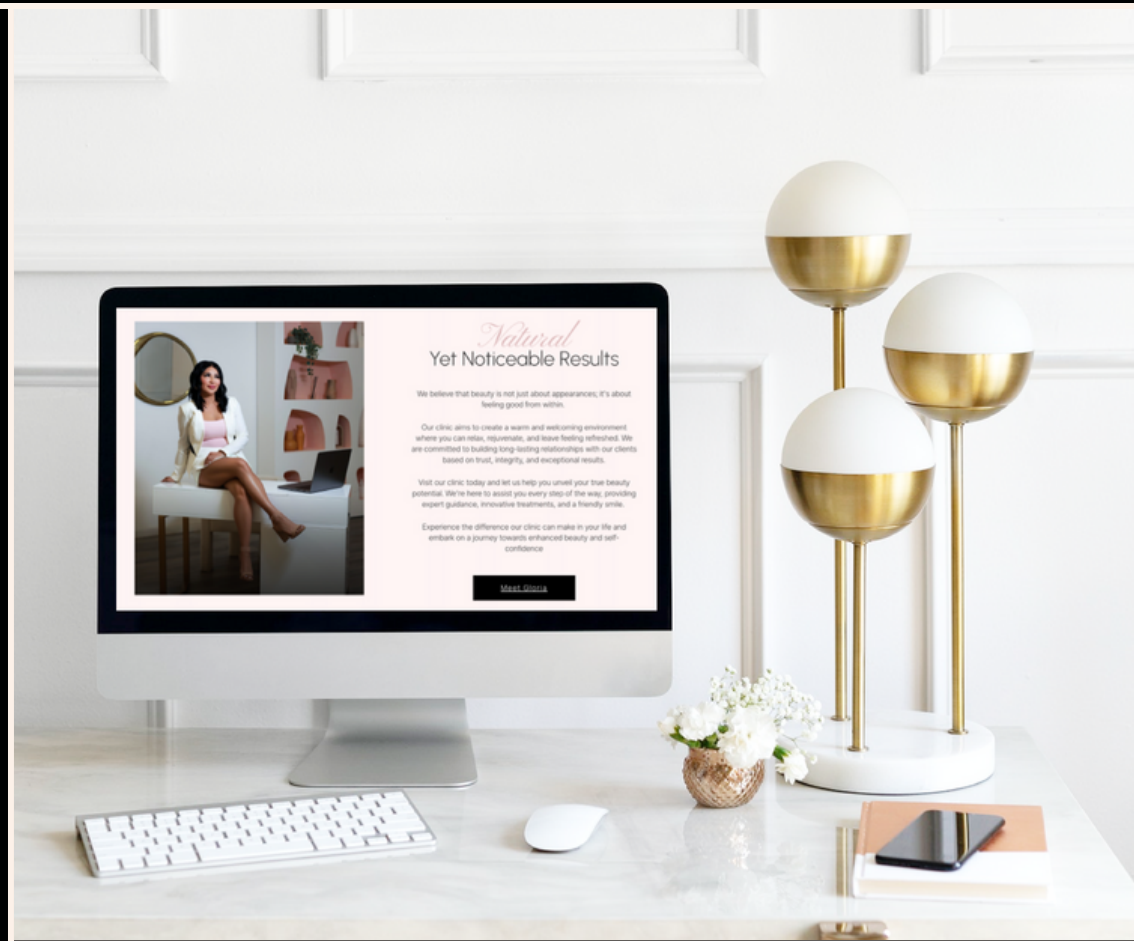 Natural
Yet Noticeable Results
We believe that beauty is not just about appearances; it's about
feeling good from within.
Our clinic aims to create a warm and welcoming environment
where you can relax, rejuvenate, and leave feeling refreshed. We
are committed to building long-lasting relationships with our clients
based on trust, integrity, and exceptional results.
Visit our clinic today and let us help you unveil your true beauty
potential. We're here to assist you every step of the way, providing
expert guidance, innovative treatments, and a friendly smile.
Experience the difference our clinic can make in your life and
embark on a journey towards enhanced beauty and self-
confidence
Meet Gloria